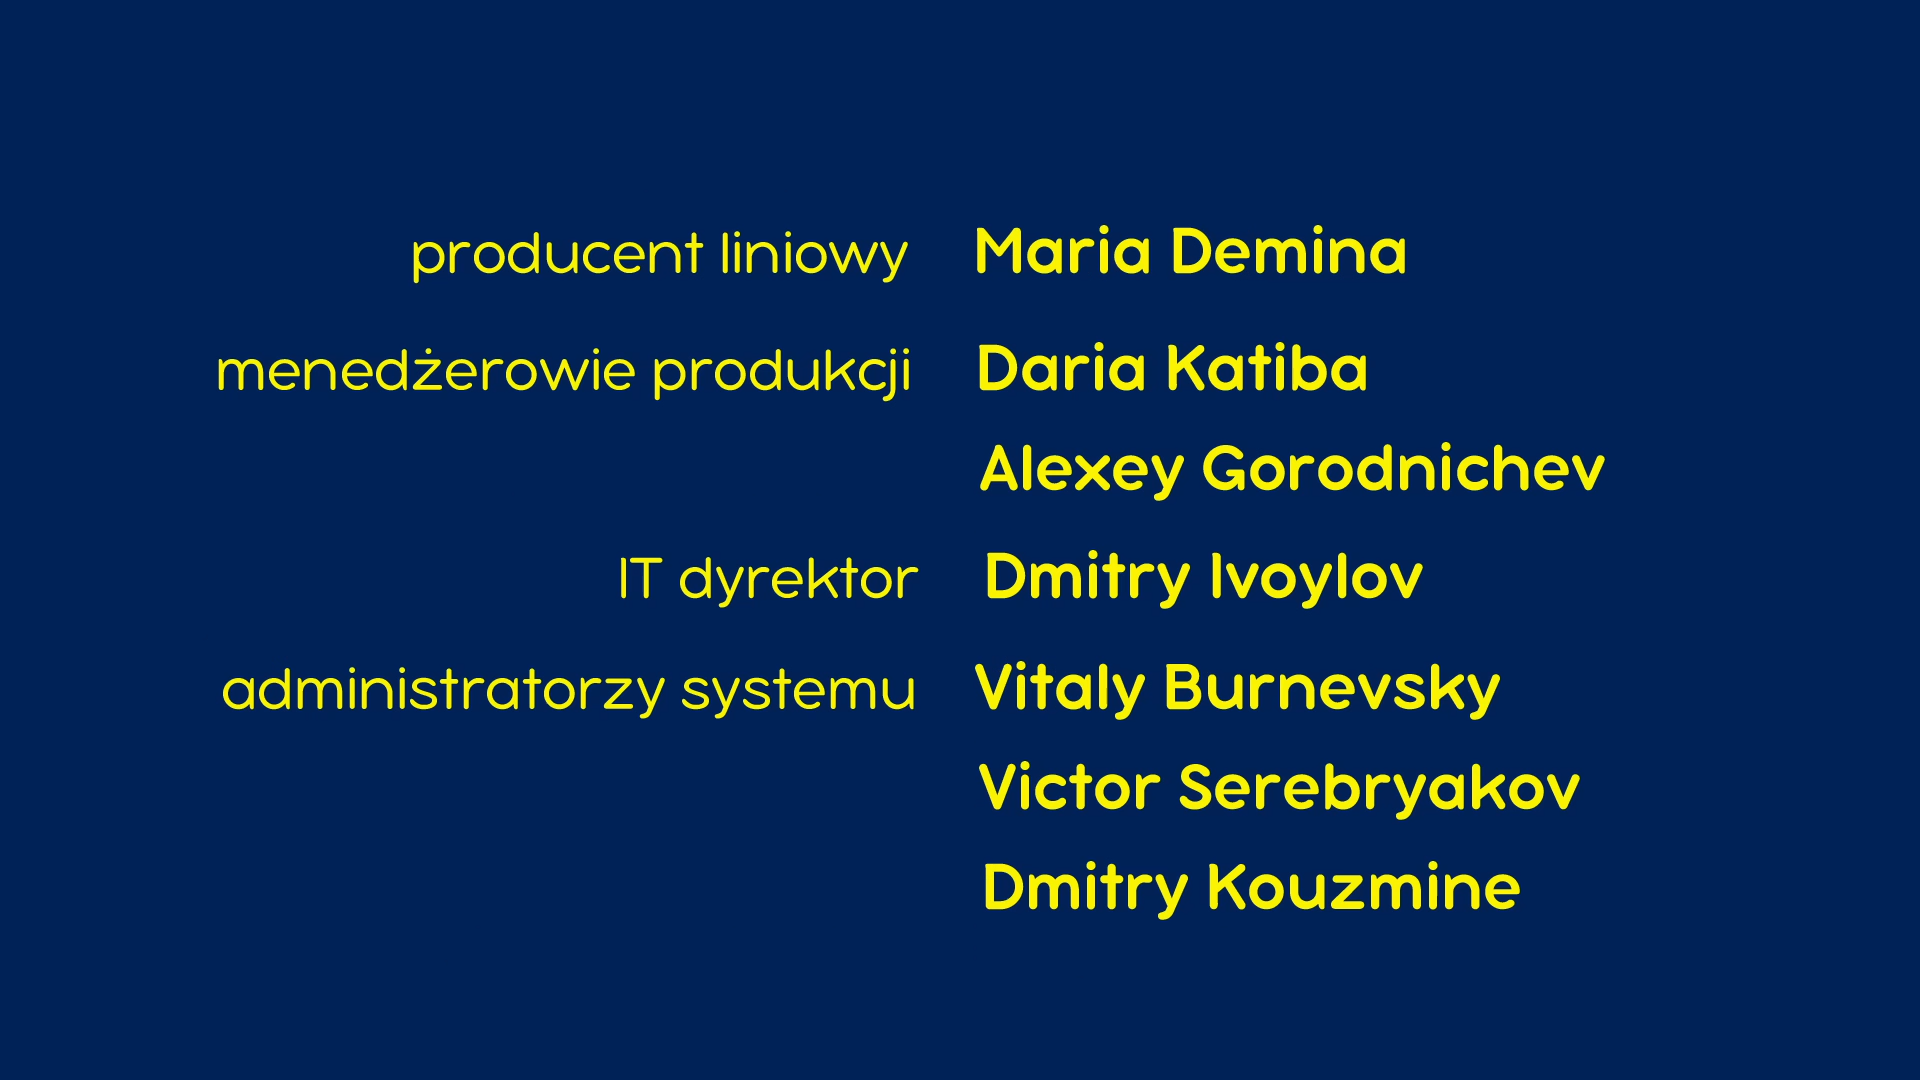 producent liniowy Maria Demina
menedżerowie produkcji Daria Katiba
Alexey Gorodnichev
IT dyrektor Dmitry Ivoylov
administratorzy systemu Vitaly Burnevsky
Victor Serebryakov
Dmitry Kouzmine